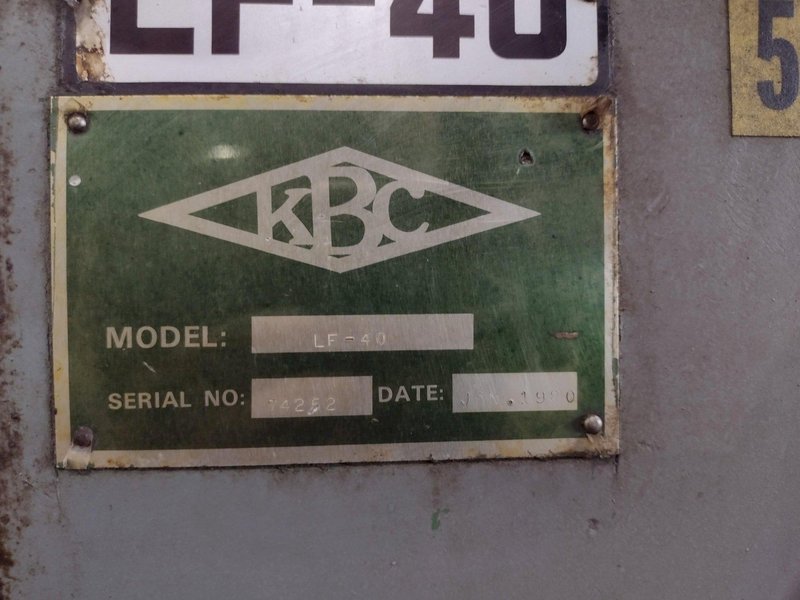 LF-40
5
KBC
MODEL: LF-40
SERIAL NO: DATE: